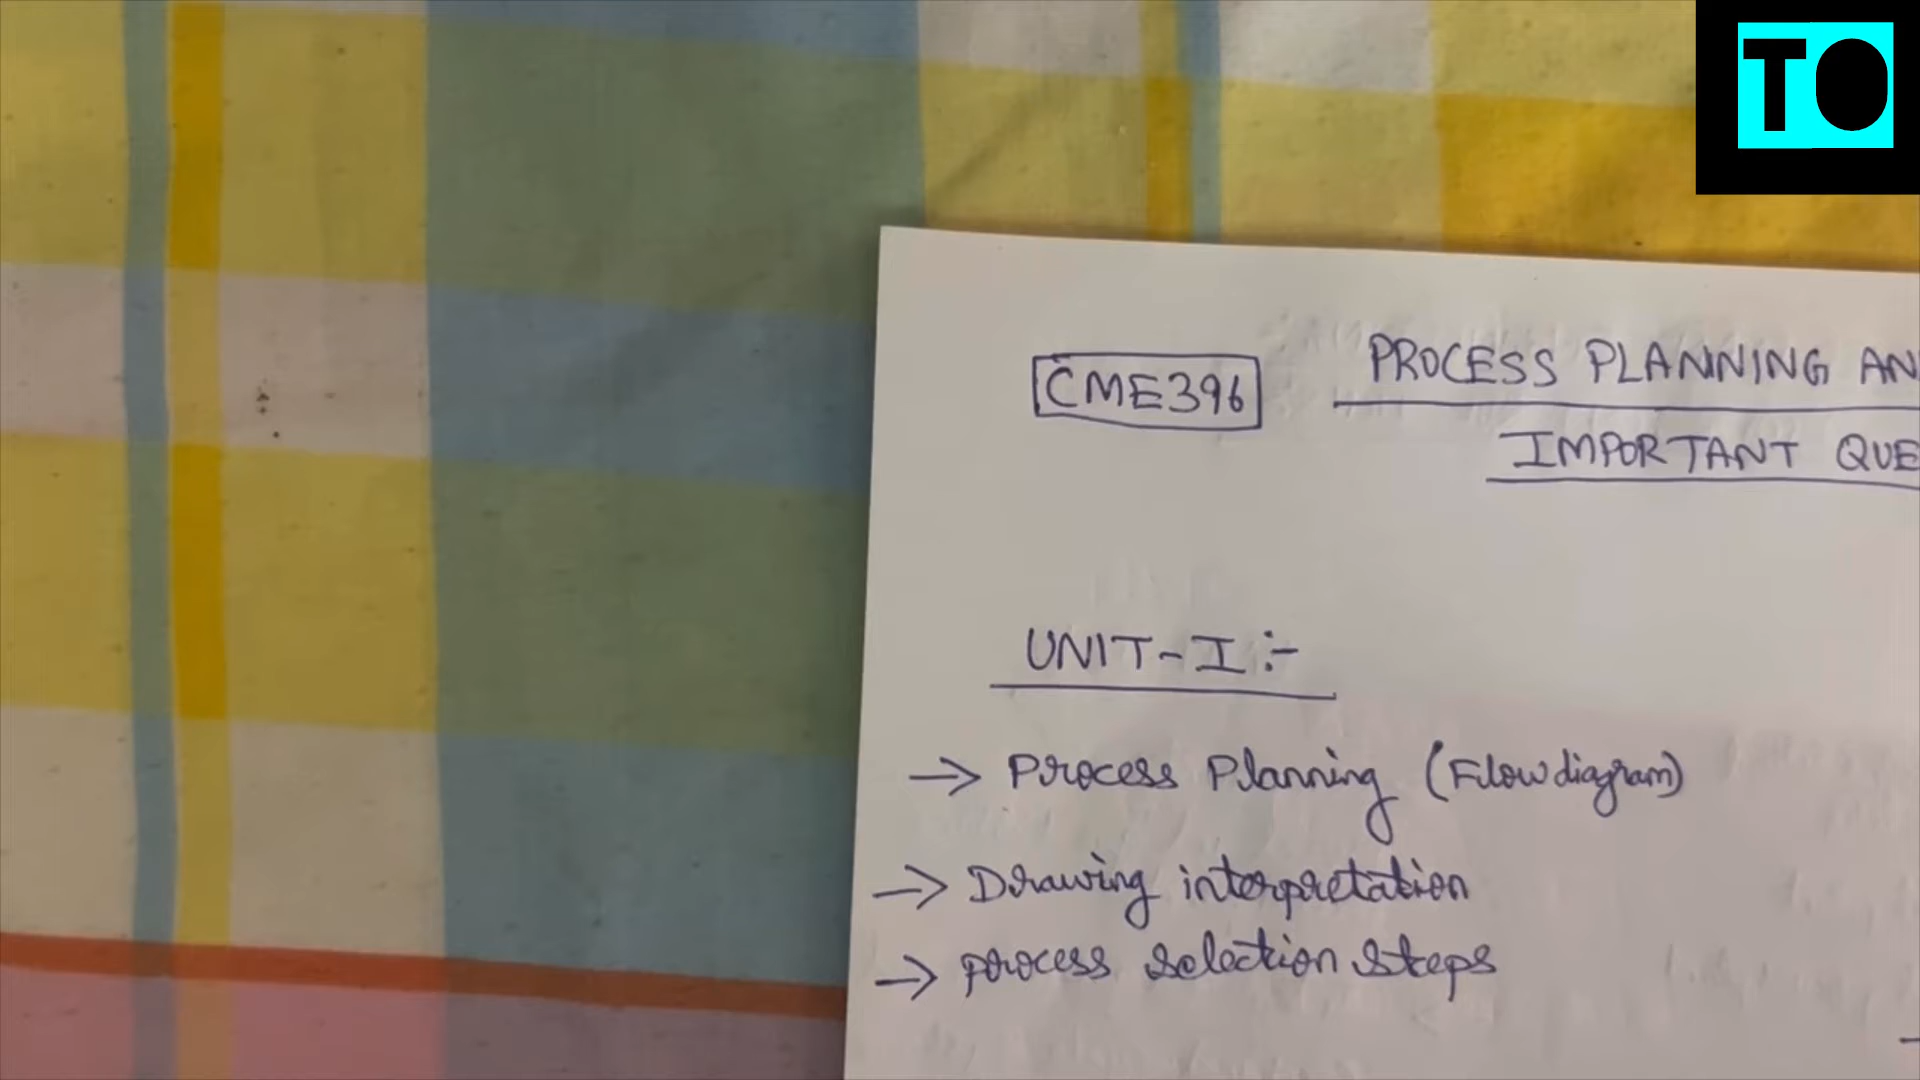 TO
CME396
PROCESS PLANNING AN
IMPORTANT QUE
UNIT-I :-
→ Process Planning (Flow diagram)
→ Drawing interpretation
→ process selection steps